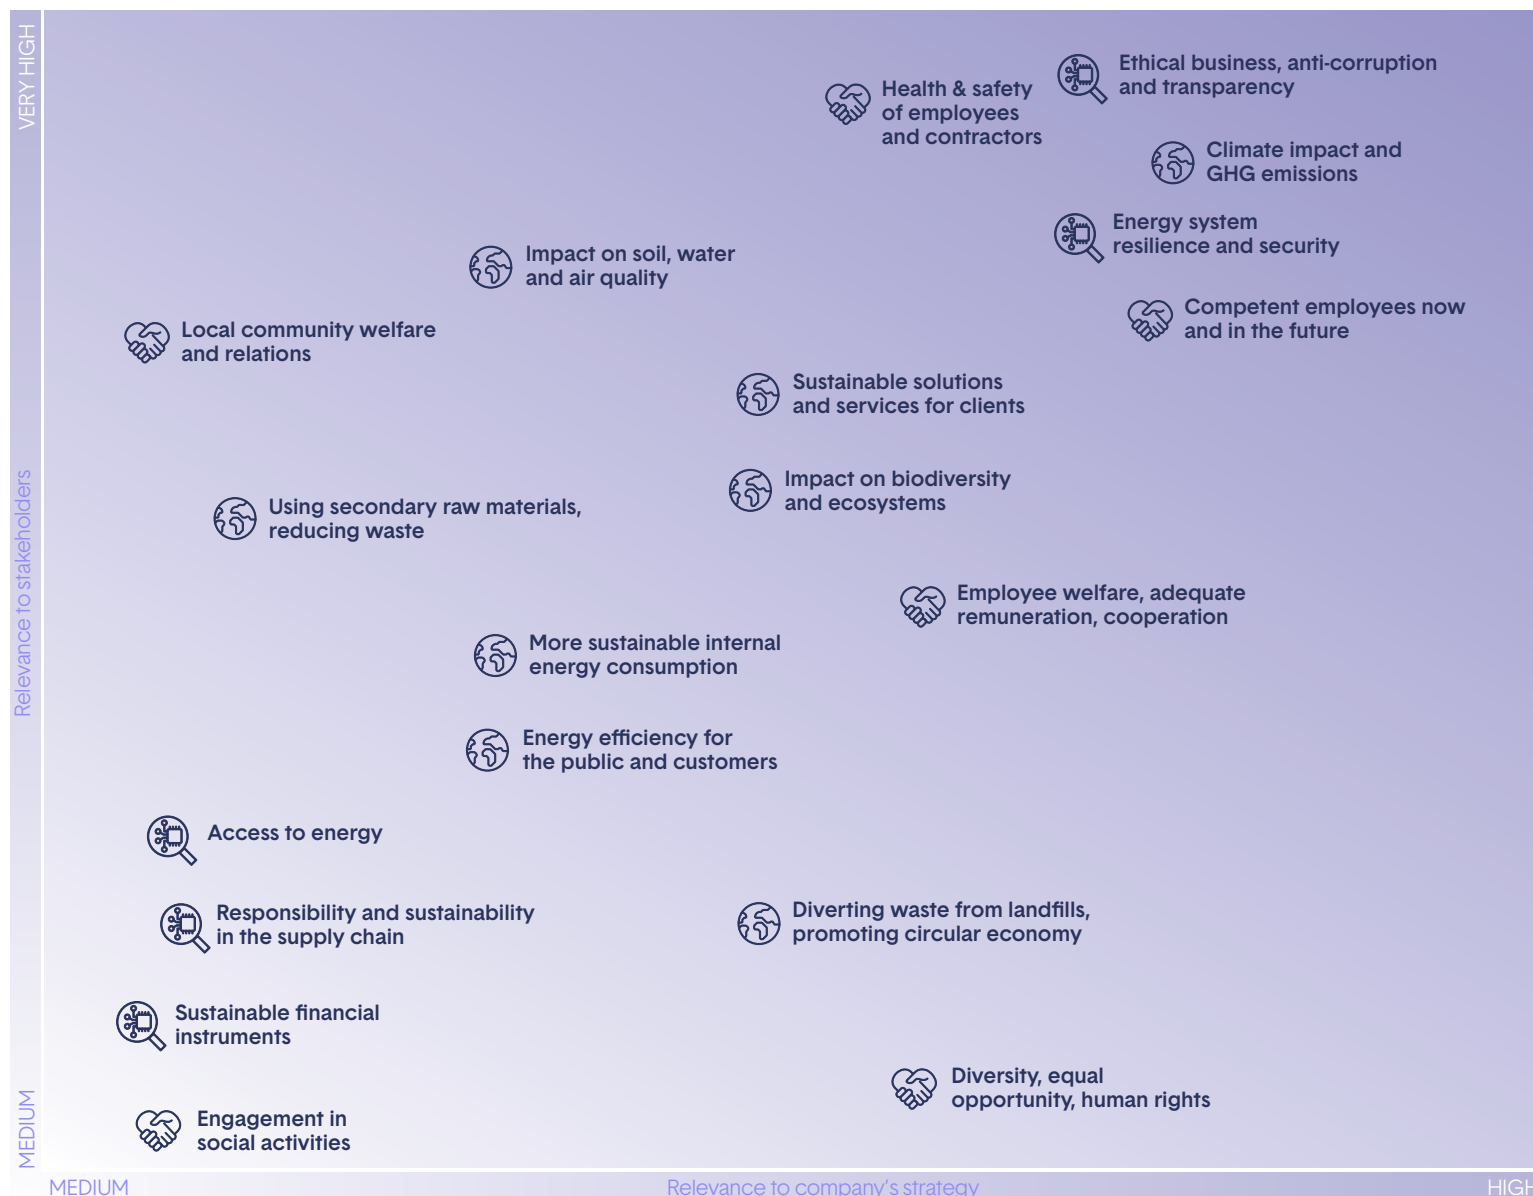 VERY HIGH
Ethical business, anti-corruption
and transparency
Health & safety
of employees
and contractors
Climate impact and
GHG emissions
Energy system
resilience and security
Impact on soil, water
and air quality
Competent employees now
and in the future
Local community welfare
and relations
Sustainable solutions
and services for clients
Impact on biodiversity
and ecosystems
Using secondary raw materials,
reducing waste
Relevance to stakeholders
Employee welfare, adequate
remuneration, cooperation
More sustainable internal
energy consumption
Energy efficiency for
the public and customers
Access to energy
Responsibility and sustainability
in the supply chain
Diverting waste from landfills,
promoting circular economy
Sustainable financial
instruments
Diversity, equal
opportunity, human rights
Engagement in
social activities
MEDIUM
MEDIUM
Relevance to company's strategy
HIGH